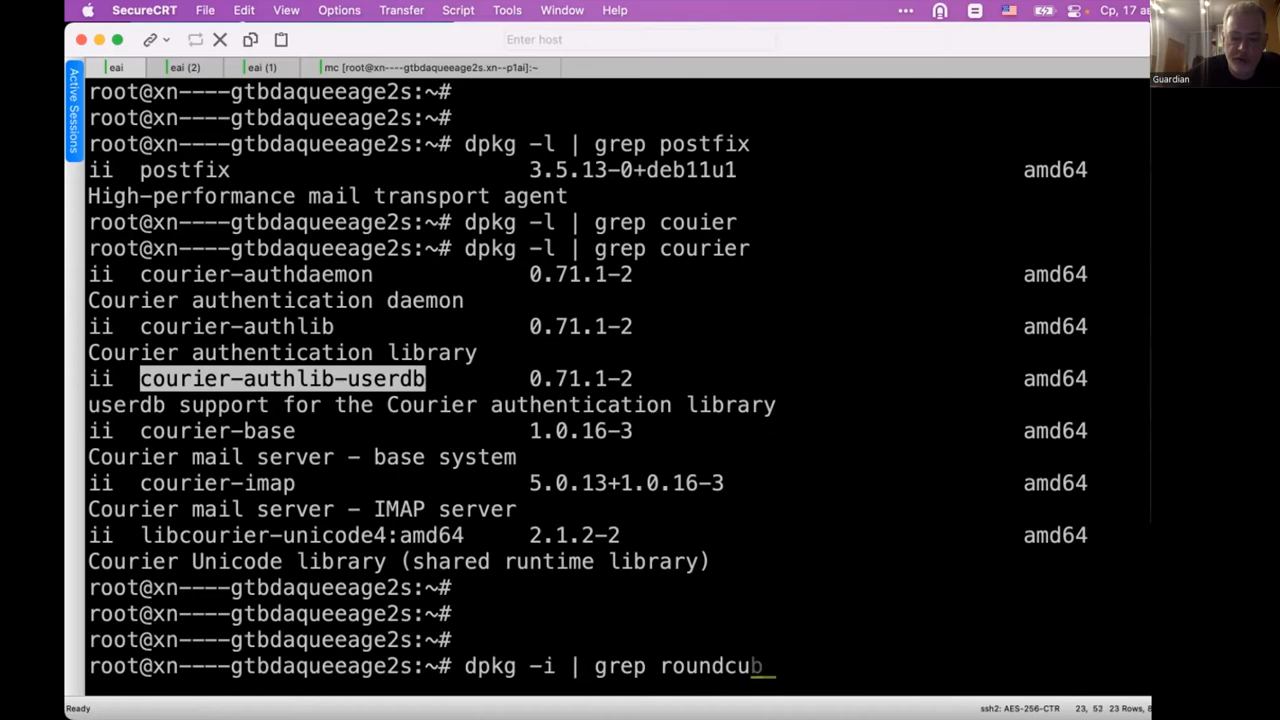 SecureCRT File Edit View Options Transfer Script Tools Window Help Ср, 17 ав
Enter host
Guardian
eai eai (2) eai (1) mc [root@xn----gtbdaqueeage2s.xn--p1ai]:~
Active Sessions
root@xn----gtbdaqueeage2s:~#
root@xn----gtbdaqueeage2s:~#
root@xn----gtbdaqueeage2s:~# dpkg -l | grep postfix
ii postfix 3.5.13-0+deb11u1 amd64
High-performance mail transport agent
root@xn----gtbdaqueeage2s:~# dpkg -l | grep couier
root@xn----gtbdaqueeage2s:~# dpkg -l | grep courier
ii courier-authdaemon 0.71.1-2 amd64
Courier authentication daemon
ii courier-authlib 0.71.1-2 amd64
Courier authentication library
ii courier-authlib-userdb 0.71.1-2 amd64
userdb support for the Courier authentication library
ii courier-base 1.0.16-3 amd64
Courier mail server - base system
ii courier-imap 5.0.13+1.0.16-3 amd64
Courier mail server - IMAP server
ii libcourier-unicode4:amd64 2.1.2-2 amd64
Courier Unicode library (shared runtime library)
root@xn----gtbdaqueeage2s:~#
root@xn----gtbdaqueeage2s:~#
root@xn----gtbdaqueeage2s:~#
root@xn----gtbdaqueeage2s:~# dpkg -i | grep roundcub
Ready ssh2: AES-256-CTR 23, 52 23 Rows, 8